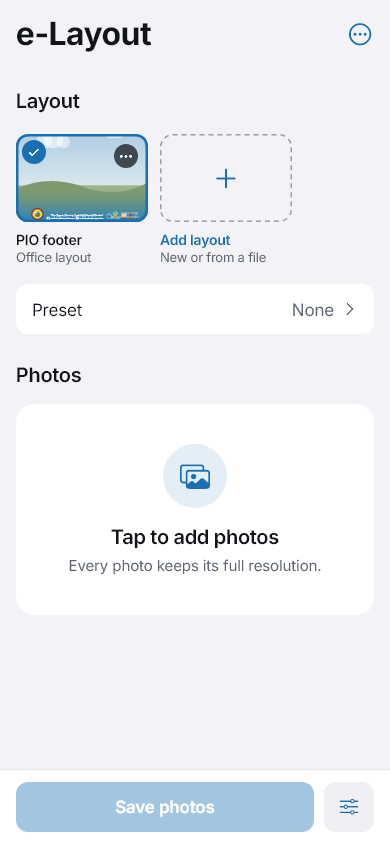 e-Layout
Layout
PIO footer
Office layout
Add layout
New or from a file
Preset
None
Photos
Tap to add photos
Every photo keeps its full resolution.
Save photos